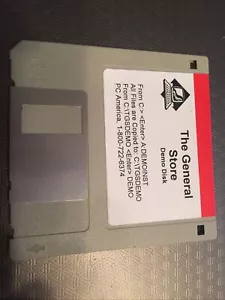 The General
Store
Demo Disk
From C:> <Enter> A:DEMOINST
All Files are Copied to: C:\TGSDEMO
From C:\TGSDEMO <Enter> DEMO
PC America, 1-800-722-6374